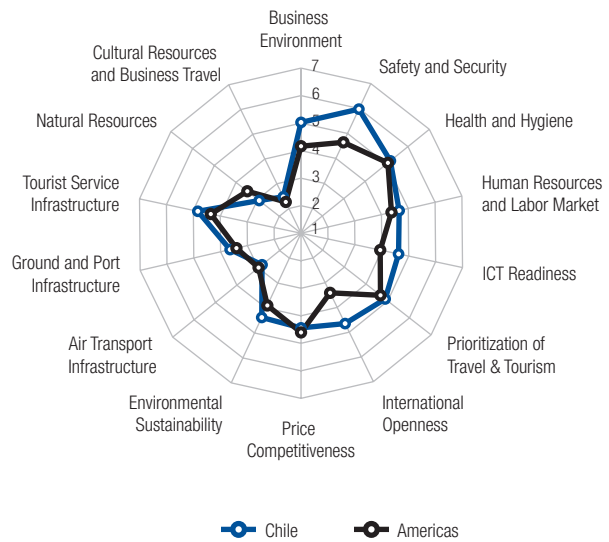 Business
Environment
Cultural Resources
and Business Travel
Safety and Security
Natural Resources
Health and Hygiene
Tourist Service
Infrastructure
Human Resources
and Labor Market
Ground and Port
Infrastructure
ICT Readiness
Air Transport
Infrastructure
Prioritization of
Travel & Tourism
Environmental
Sustainability
International
Openness
Price
Competitiveness
7
6
5
4
3
2
1
Chile
Americas